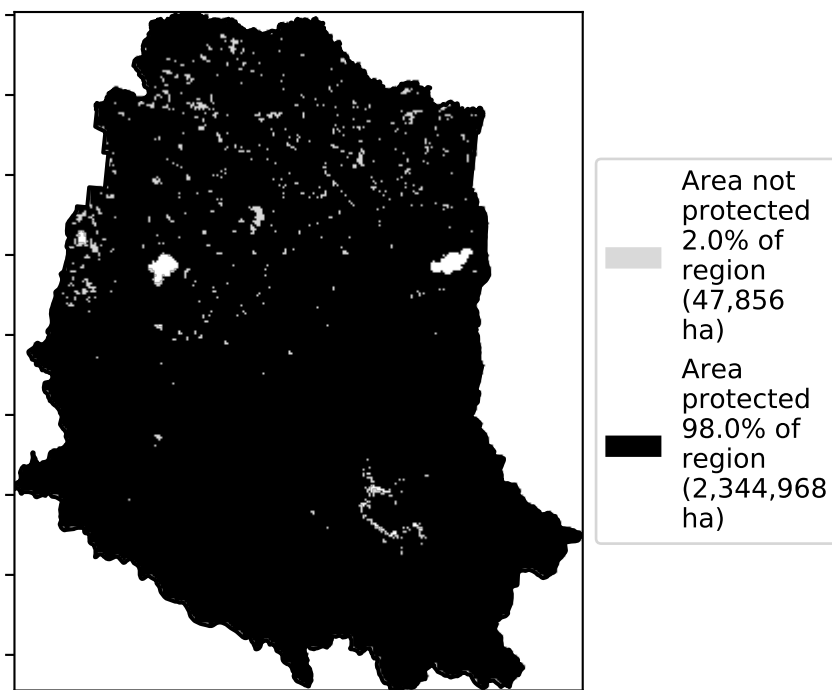 Area not
protected
2.0% of
region
(47,856
ha)
Area
protected
98.0% of
region
(2,344,968
ha)